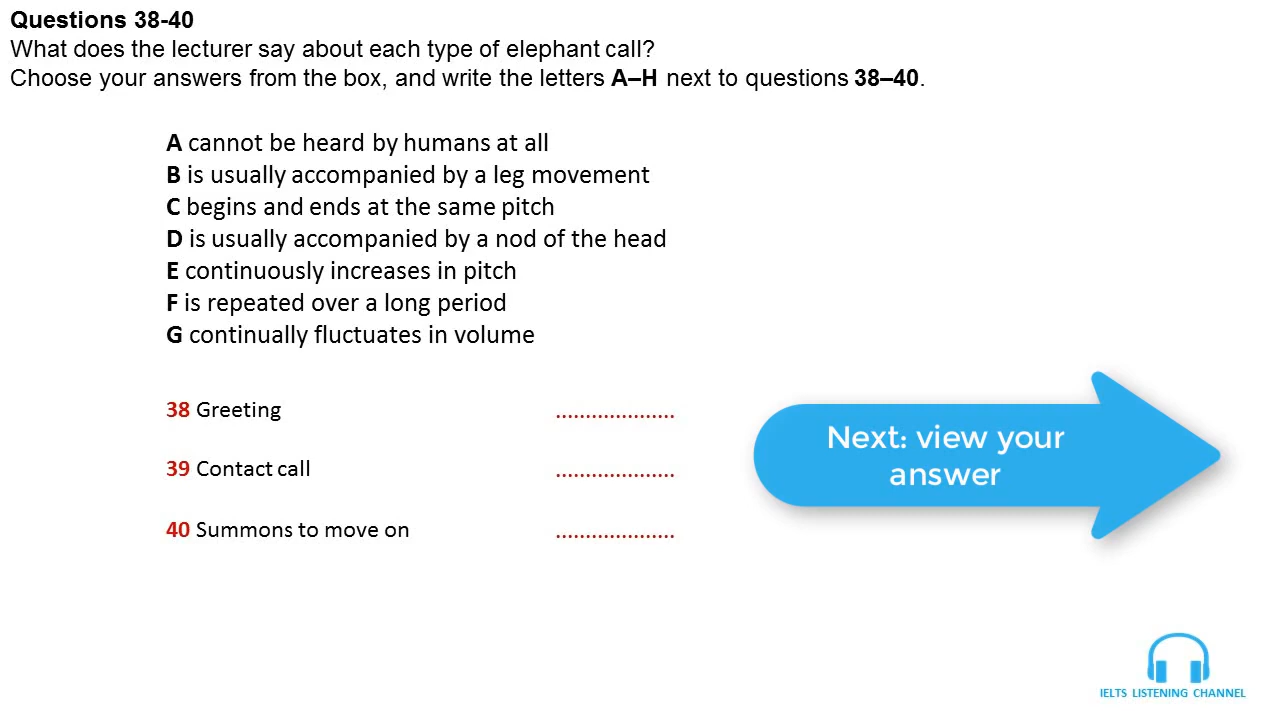 Questions 38-40
What does the lecturer say about each type of elephant call?
Choose your answers from the box, and write the letters A–H next to questions 38–40.
A cannot be heard by humans at all
B is usually accompanied by a leg movement
C begins and ends at the same pitch
D is usually accompanied by a nod of the head
E continuously increases in pitch
F is repeated over a long period
G continually fluctuates in volume
38 Greeting ....................
39 Contact call ....................
40 Summons to move on ....................
Next: view your
answer
IELTS LISTENING CHANNEL